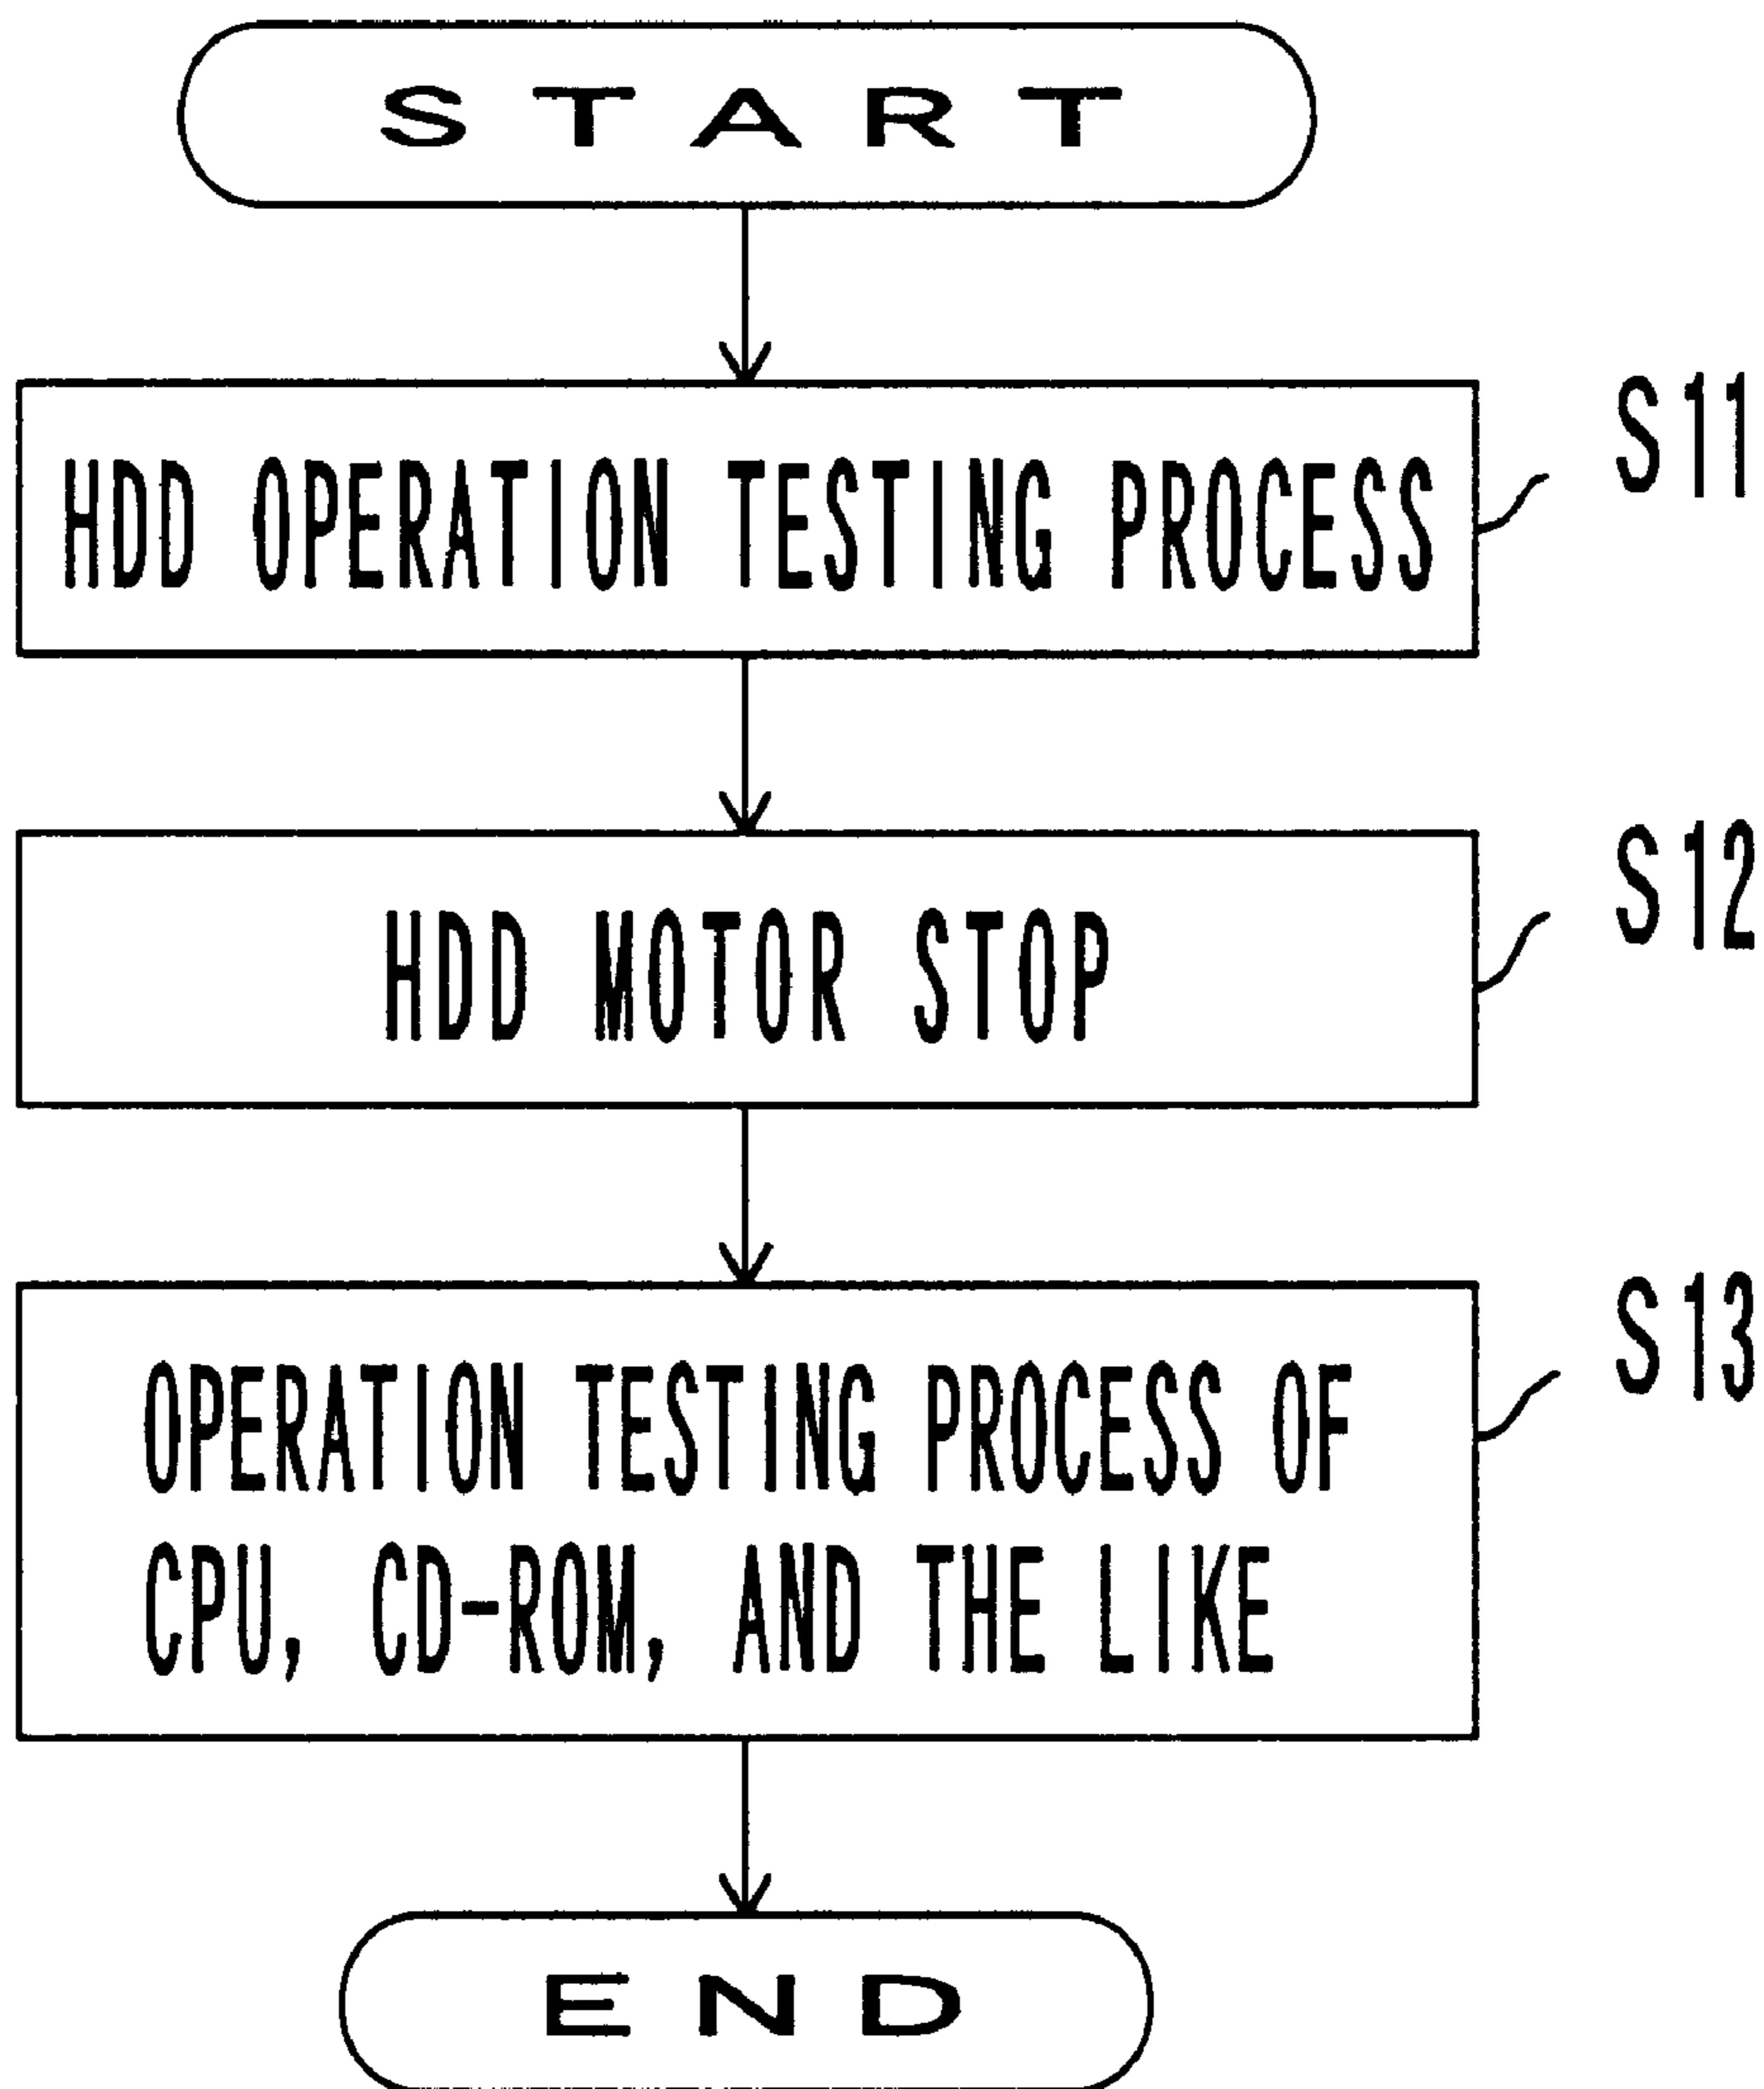 START
HDD OPERATION TESTING PROCESS
S11
HDD MOTOR STOP
S12
OPERATION TESTING PROCESS OF
CPU, CD-ROM, AND THE LIKE
S13
END